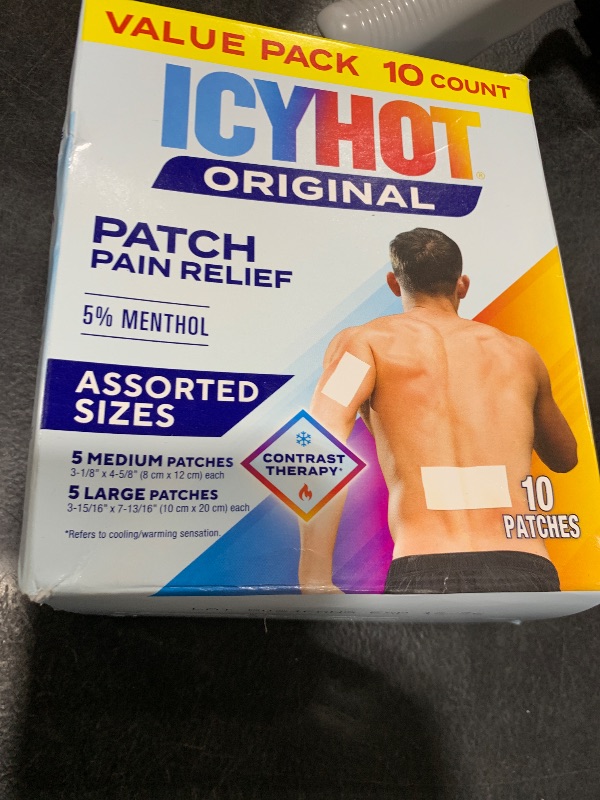 VALUE PACK 10 COUNT
ICYHOT®
ORIGINAL
PATCH
PAIN RELIEF
5% MENTHOL
ASSORTED
SIZES
5 MEDIUM PATCHES
3-1/8" x 4-5/8" (8 cm x 12 cm) each
5 LARGE PATCHES
3-15/16" x 7-13/16" (10 cm x 20 cm) each
*Refers to cooling/warming sensation.
CONTRAST
THERAPY*
10
PATCHES